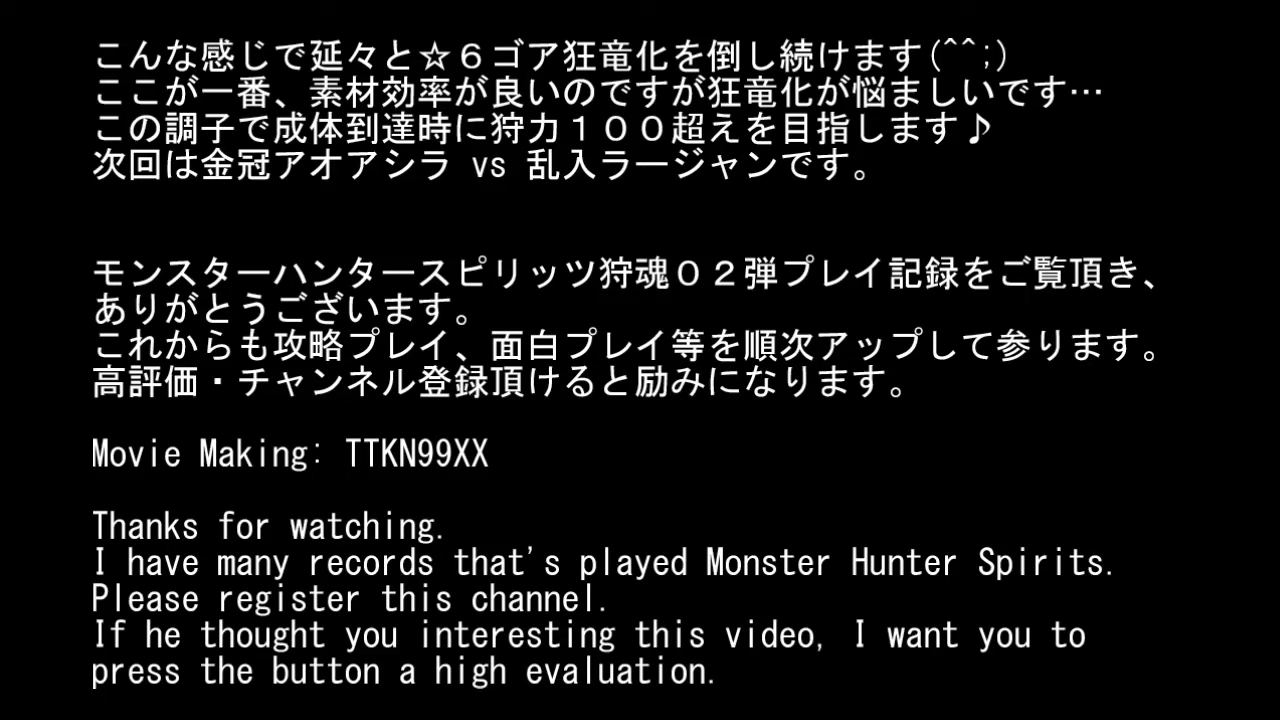 こんな感じで延々と☆６ゴア狂竜化を倒し続けます(^^;)
ここが一番、素材効率が良いのですが狂竜化が悩ましいです…
この調子で成体到達時に狩力１００超えを目指します♪
次回は金冠アオアシラ vs 乱入ラージャンです。
モンスターハンタースピリッツ狩魂０２弾プレイ記録をご覧頂き、
ありがとうございます。
これからも攻略プレイ、面白プレイ等を順次アップして参ります。
高評価・チャンネル登録頂けると励みになります。
Movie Making: TTKN99XX
Thanks for watching.
I have many records that's played Monster Hunter Spirits.
Please register this channel.
If he thought you interesting this video, I want you to
press the button a high evaluation.